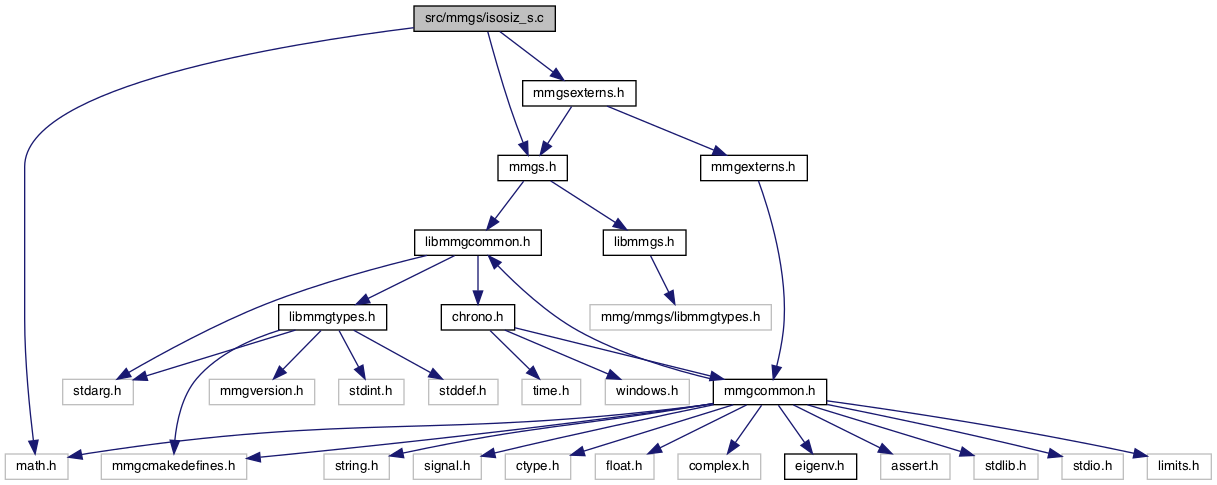 src/mmgs/isosiz_s.c
mmgsexterns.h
mmgs.h
mmgexterns.h
libmmgcommon.h
libmmgs.h
libmmgtypes.h
chrono.h
mmg/mmgs/libmmgtypes.h
stdarg.h
mmgversion.h
stdint.h
stddef.h
time.h
windows.h
mmgcommon.h
math.h
mmgcmakedefines.h
string.h
signal.h
ctype.h
float.h
complex.h
eigenv.h
assert.h
stdlib.h
stdio.h
limits.h